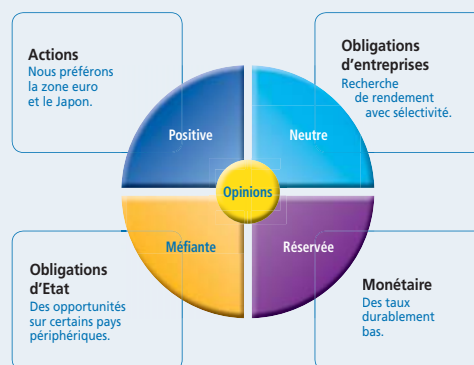 Actions
Nous préférons
la zone euro
et le Japon.
Obligations
d'entreprises
Recherche
de rendement
avec sélectivité.
Positive
Neutre
Opinions
Méfiante
Réservée
Obligations
d'Etat
Des opportunités
sur certains pays
périphériques.
Monétaire
Des taux
durablement
bas.